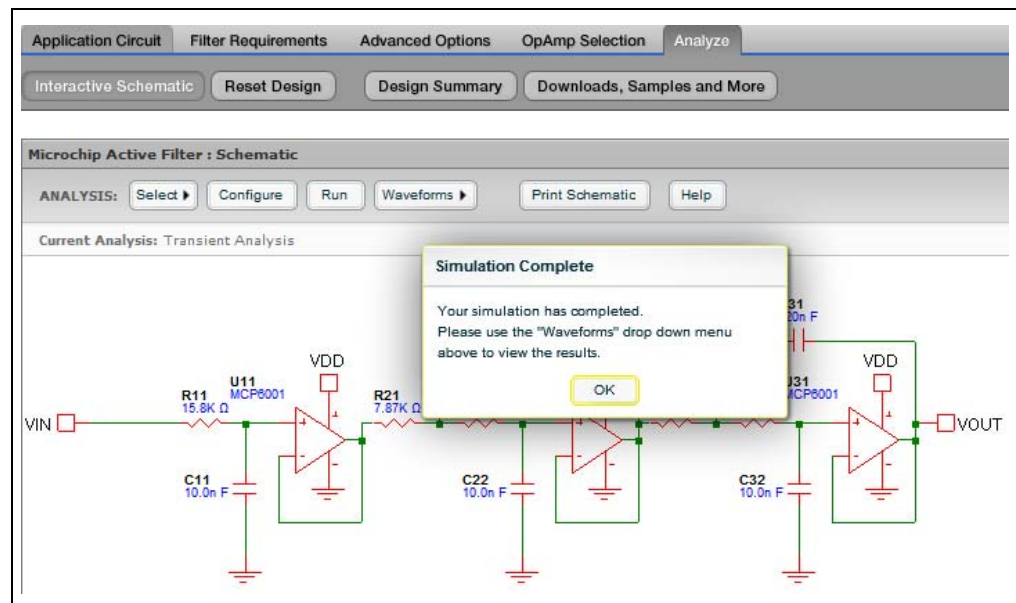 Application Circuit Filter Requirements Advanced Options OpAmp Selection Analyze
Interactive Schematic Reset Design Design Summary Downloads, Samples and More
Microchip Active Filter : Schematic
ANALYSIS: Select Configure Run Waveforms Print Schematic Help
Current Analysis: Transient Analysis
Simulation Complete
Your simulation has completed.
Please use the "Waveforms" drop down menu
above to view the results.
OK
VIN
R11
15.8K Ω
U11
MCP6001
VDD
C11
10.0n F
R21
7.87K Ω
C22
10.0n F
C32
10.0n F
VDD
VOUT